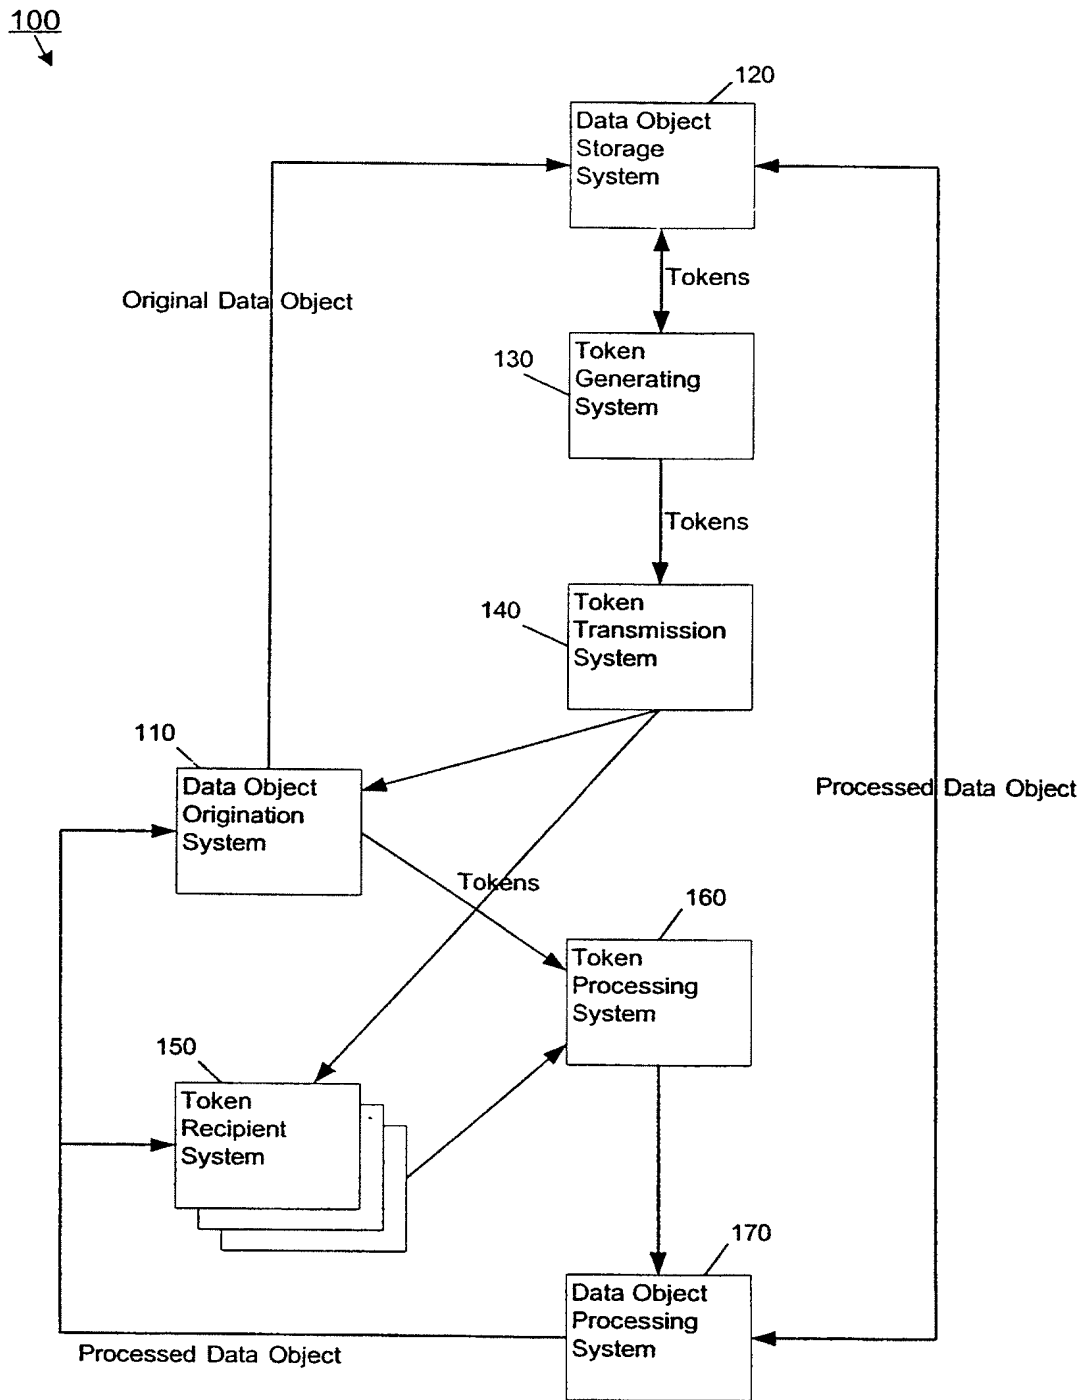 100
120
Data Object
Storage
System
Tokens
Original Data Object
130
Token
Generating
System
Tokens
140
Token
Transmission
System
110
Data Object
Origination
System
Processed Data Object
Tokens
160
Token
Processing
System
150
Token
Recipient
System
170
Data Object
Processing
System
Processed Data Object